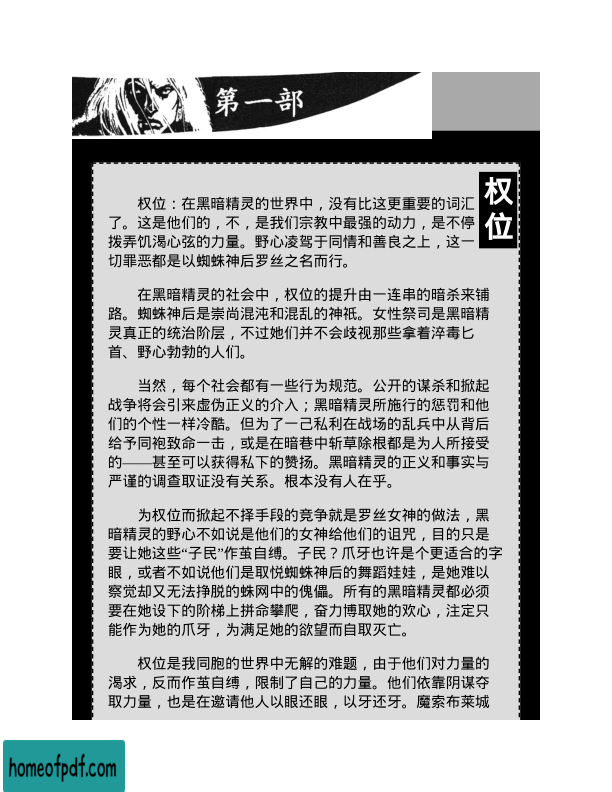 第一部
权位
权位：在黑暗精灵的世界中，没有比这更重要的词汇
了。这是他们的，不，是我们宗教中最强的动力，是不停
拨弄饥渴心弦的力量。野心凌驾于同情和善良之上，这一
切罪恶都是以蜘蛛神后罗丝之名而行。
在黑暗精灵的社会中，权位的提升由一连串的暗杀来铺
路。蜘蛛神后是崇尚混沌和混乱的神祇。女性祭司是黑暗精
灵真正的统治阶层，不过她们并不会歧视那些拿着淬毒匕
首、野心勃勃的人们。
当然，每个社会都有一些行为规范。公开的谋杀和掀起
战争将会引来虚伪正义的介入；黑暗精灵所施行的惩罚和他
们的个性一样冷酷。但为了一己私利在战场的乱兵中从背后
给予同袍致命一击，或是在暗巷中斩草除根都是为人所接受
的——甚至可以获得私下的赞扬。黑暗精灵的正义和事实与
严谨的调查取证没有关系。根本没有人在乎。
为权位而掀起不择手段的竞争就是罗丝女神的做法，黑
暗精灵的野心不如说是他们的女神给他们的诅咒，目的只是
要让她这些“子民”作茧自缚。子民？爪牙也许是个更适合的字
眼，或者不如说他们是取悦蜘蛛神后的舞蹈娃娃，是她难以
察觉却又无法挣脱的蛛网中的傀儡。所有的黑暗精灵都必须
要在她设下的阶梯上拼命攀爬，奋力博取她的欢心，注定只
能作为她的爪牙，为满足她的欲望而自取灭亡。
权位是我同胞的世界中无解的难题，由于他们对力量的
渴求，反而作茧自缚，限制了自己的力量。他们依靠阴谋夺
取力量，也是在邀请他人以眼还眼，以牙还牙。魔索布莱城
homeofpdf.com